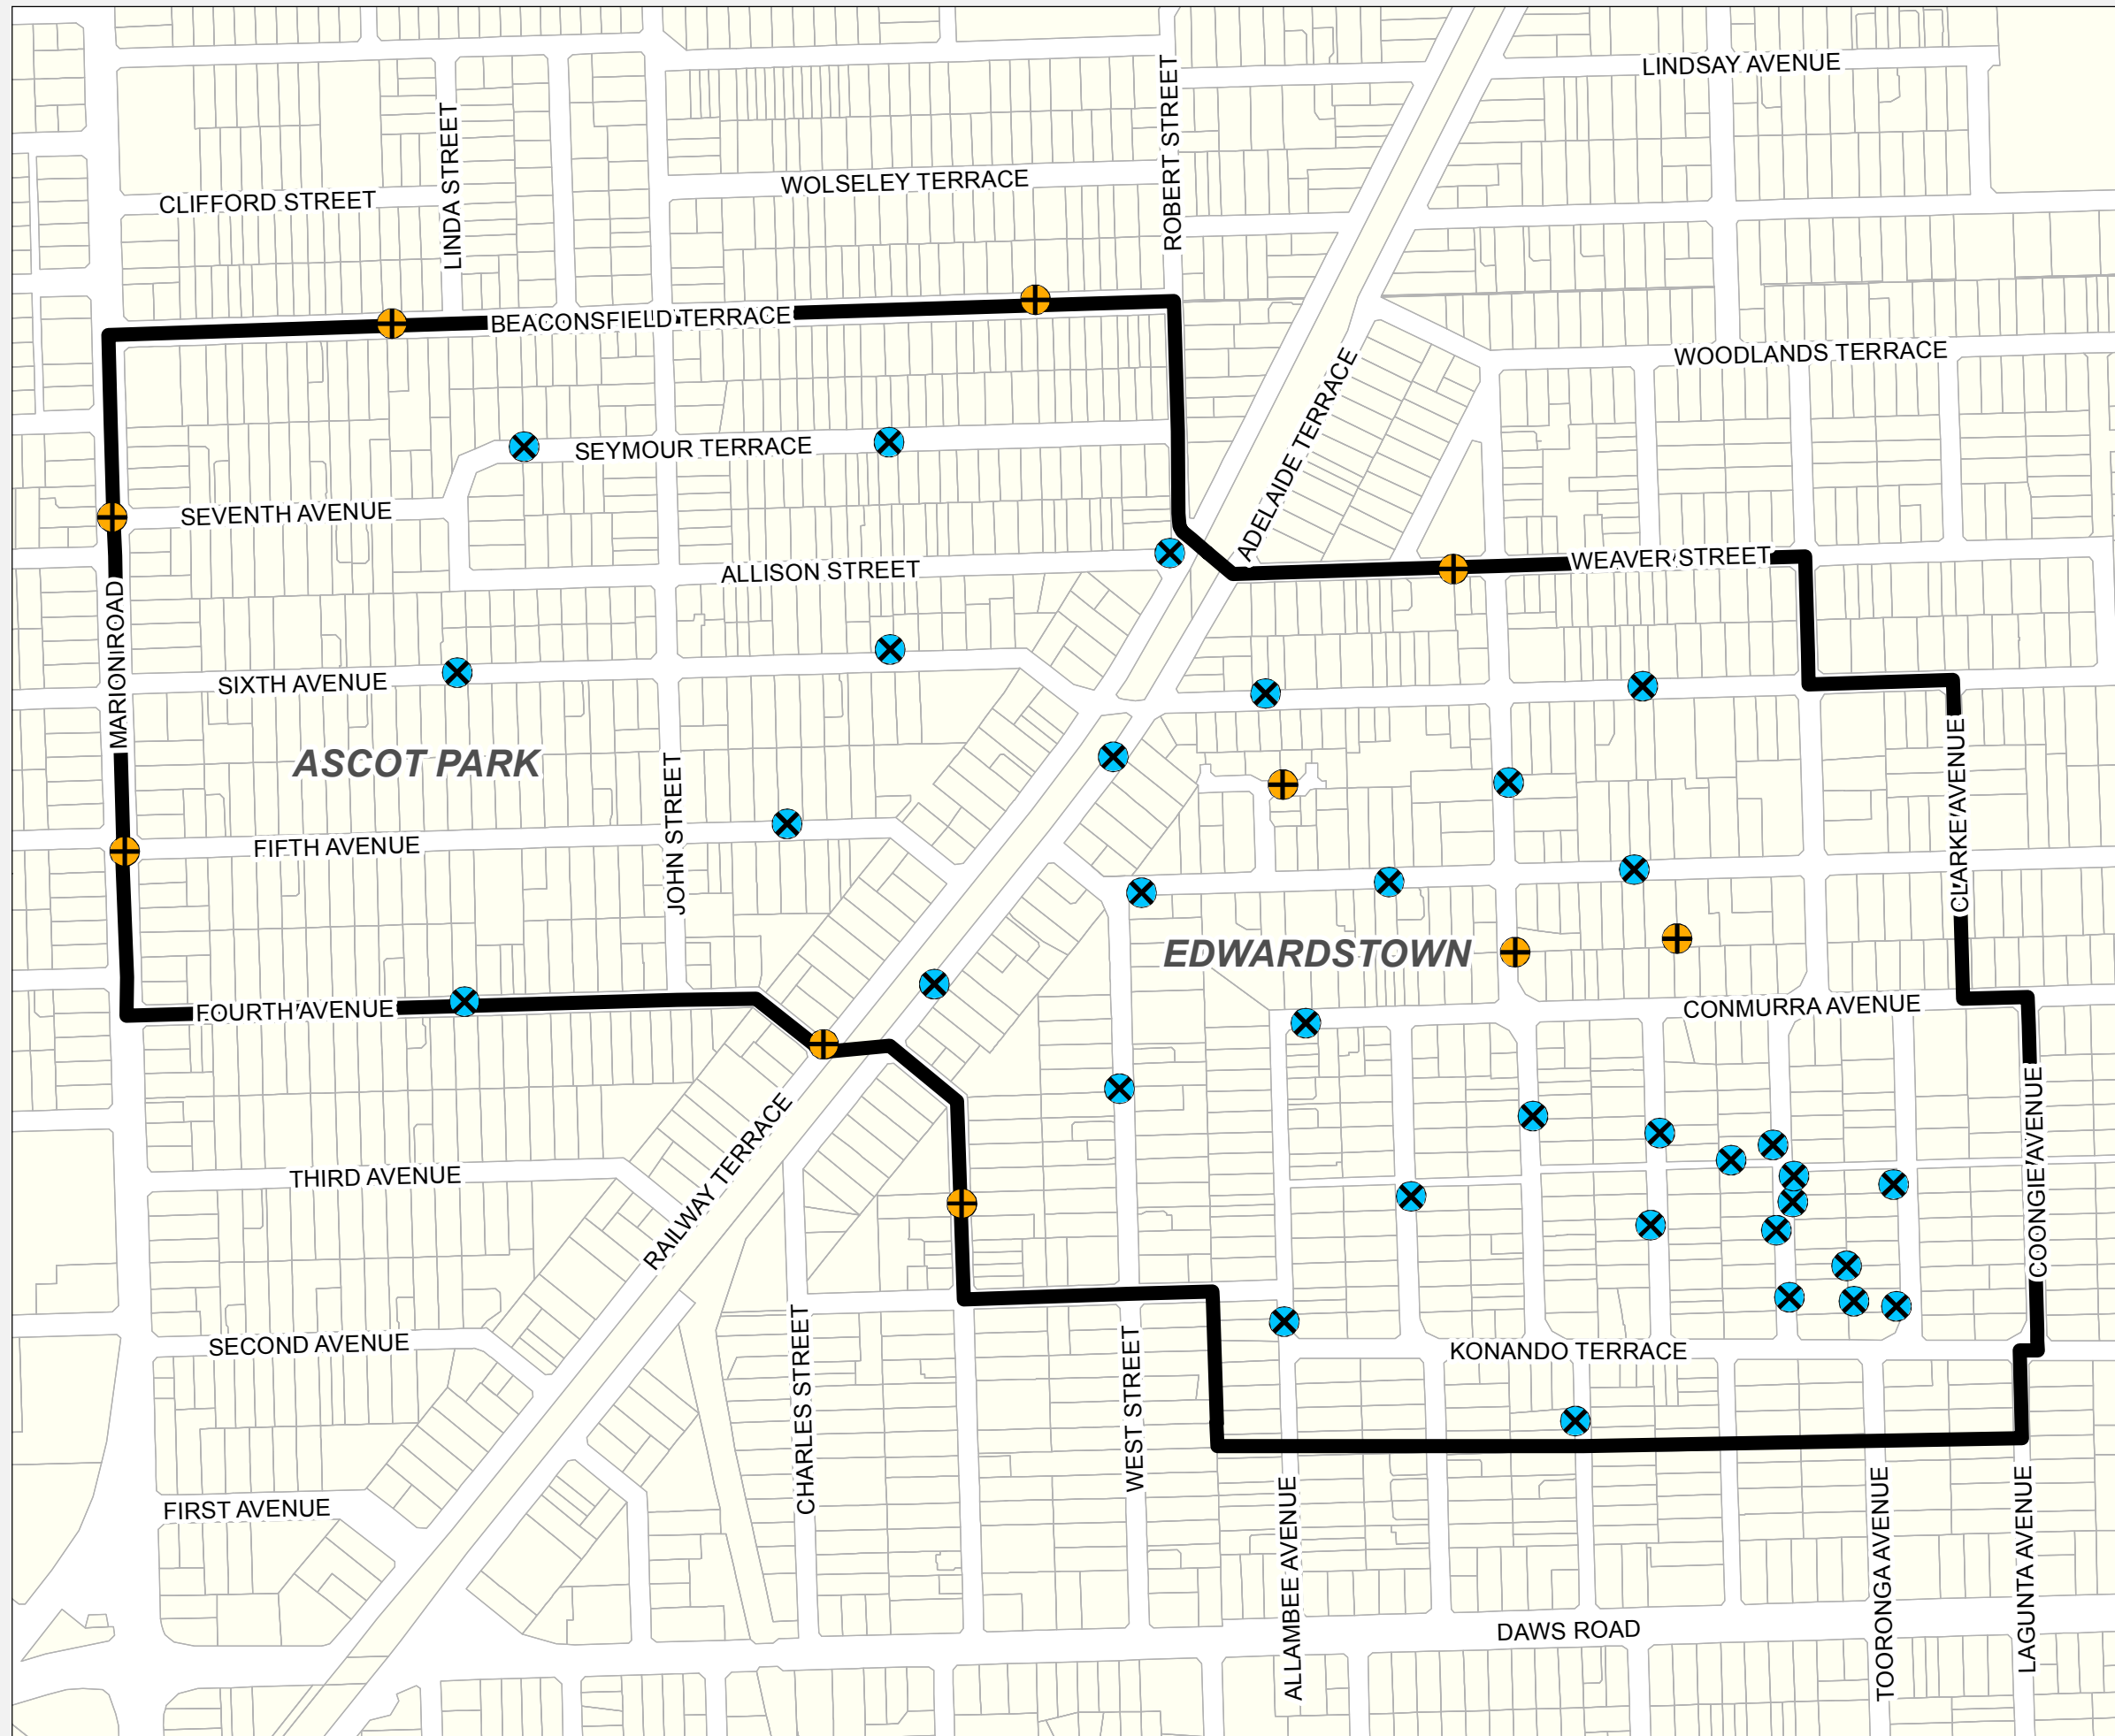 LINDSAY AVENUE
ROBERT STREET
LINDA STREET
WOLSELEY TERRACE
CLIFFORD STREET
BEACONSFIELD TERRACE
WOODLANDS TERRACE
ADELAIDE TERRACE
SEYMOUR TERRACE
SEVENTH AVENUE
WEAVER STREET
ALLISON STREET
MARION ROAD
SIXTH AVENUE
ASCOT PARK
CLARKE AVENUE
JOHN STREET
FIFTH AVENUE
EDWARDSTOWN
FOURTH AVENUE
CONMURRA AVENUE
COONGIE AVENUE
THIRD AVENUE
RAILWAY TERRACE
SECOND AVENUE
KONANDO TERRACE
CHARLES STREET
WEST STREET
FIRST AVENUE
ALLAMBEE AVENUE
TOORONGA AVENUE
LAGUNTA AVENUE
DAWS ROAD